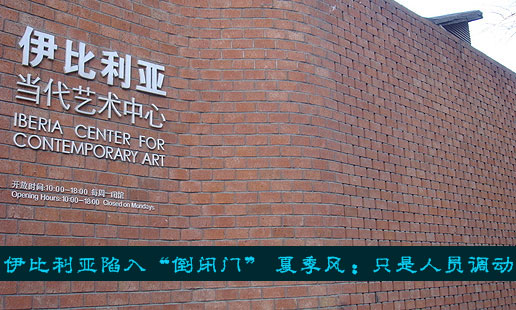 伊比利亚
当代艺术中心
IBERIA CENTER FOR
CONTEMPORARY ART
开放时间:10:00-18:00 每周一闭馆
Opening Hours:10:00-18:00 Closed on Mondays
伊比利亚陷入“倒闭门” 夏季风：只是人员调动